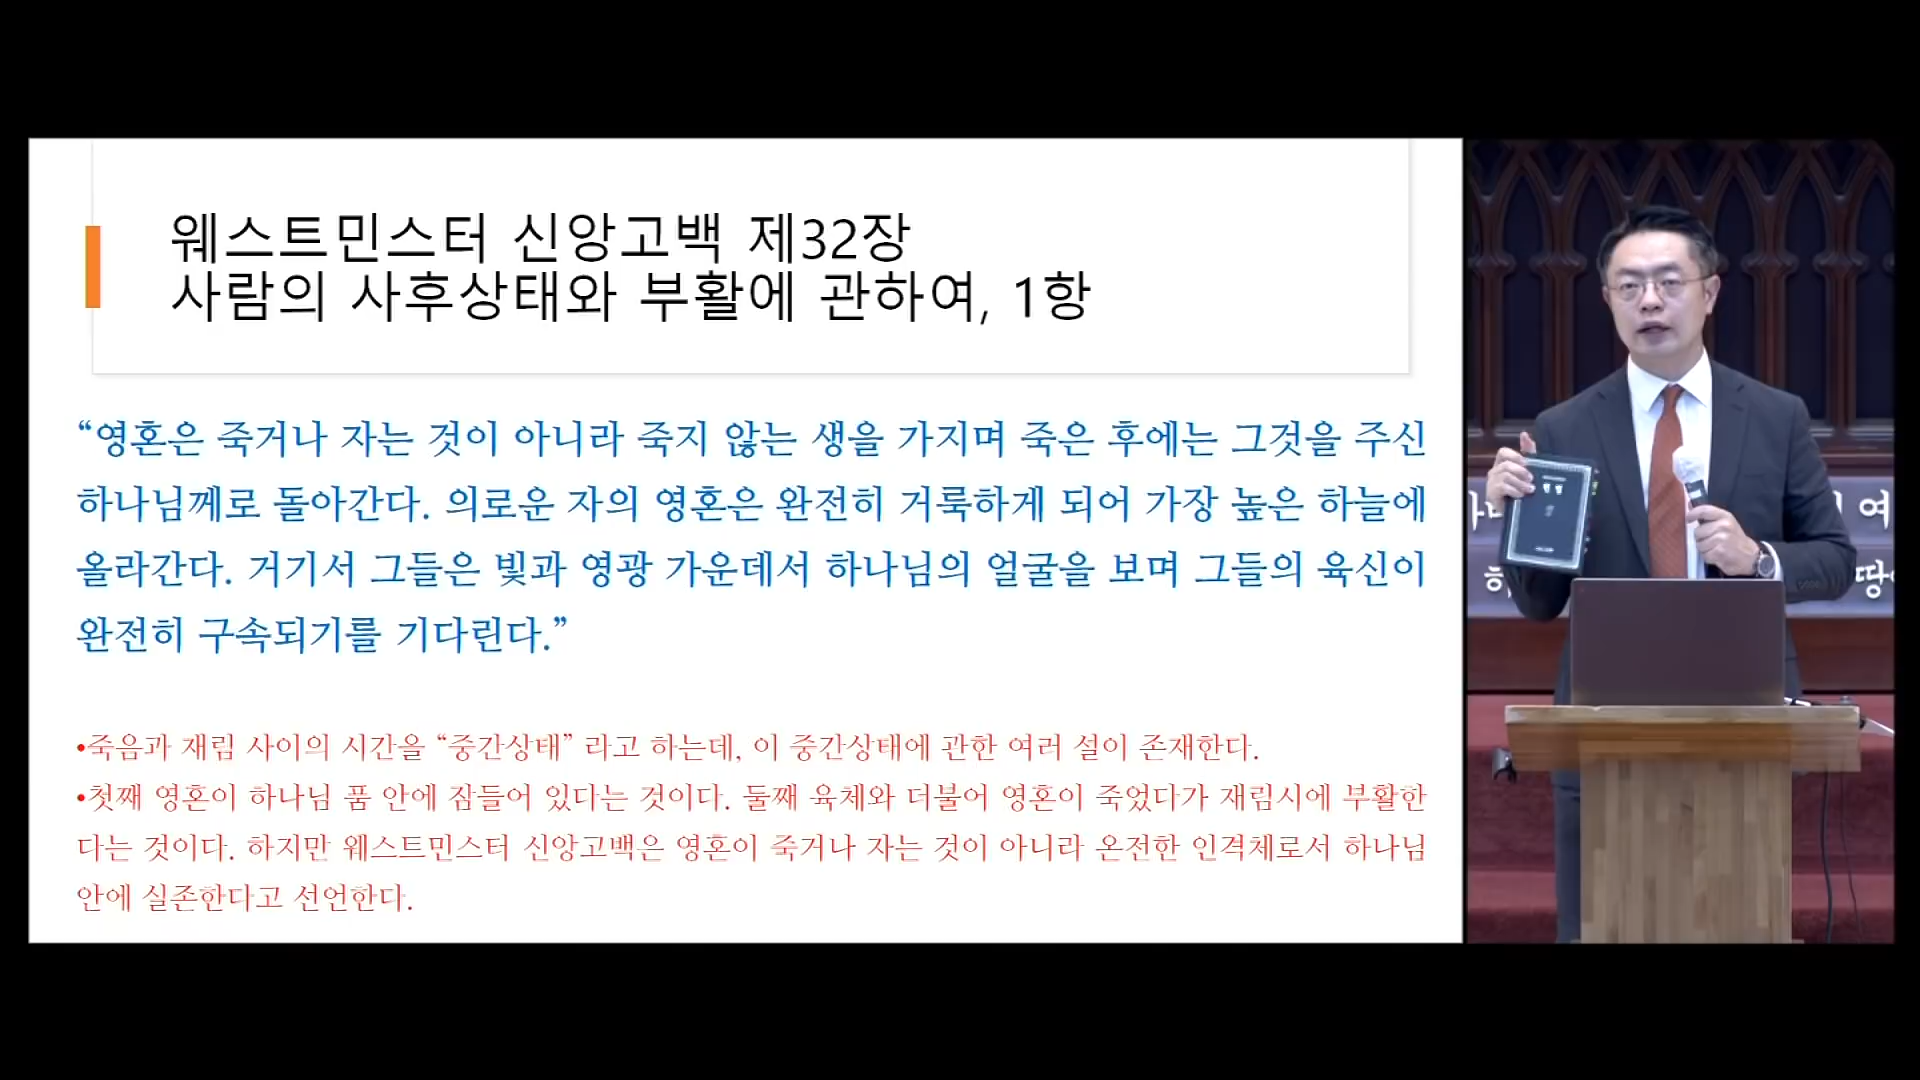 웨스트민스터 신앙고백 제32장
사람의 사후상태와 부활에 관하여, 1항
“영혼은 죽거나 자는 것이 아니라 죽지 않는 생을 가지며 죽은 후에는 그것을 주신
하나님께로 돌아간다. 의로운 자의 영혼은 완전히 거룩하게 되어 가장 높은 하늘에
올라간다. 거기서 그들은 빛과 영광 가운데서 하나님의 얼굴을 보며 그들의 육신이
완전히 구속되기를 기다린다.”
•죽음과 재림 사이의 시간을 “중간상태” 라고 하는데, 이 중간상태에 관한 여러 설이 존재한다.
•첫째 영혼이 하나님 품 안에 잠들어 있다는 것이다. 둘째 육체와 더불어 영혼이 죽었다가 재림시에 부활한
다는 것이다. 하지만 웨스트민스터 신앙고백은 영혼이 죽거나 자는 것이 아니라 온전한 인격체로서 하나님
안에 실존한다고 선언한다.
헌법
여
땅